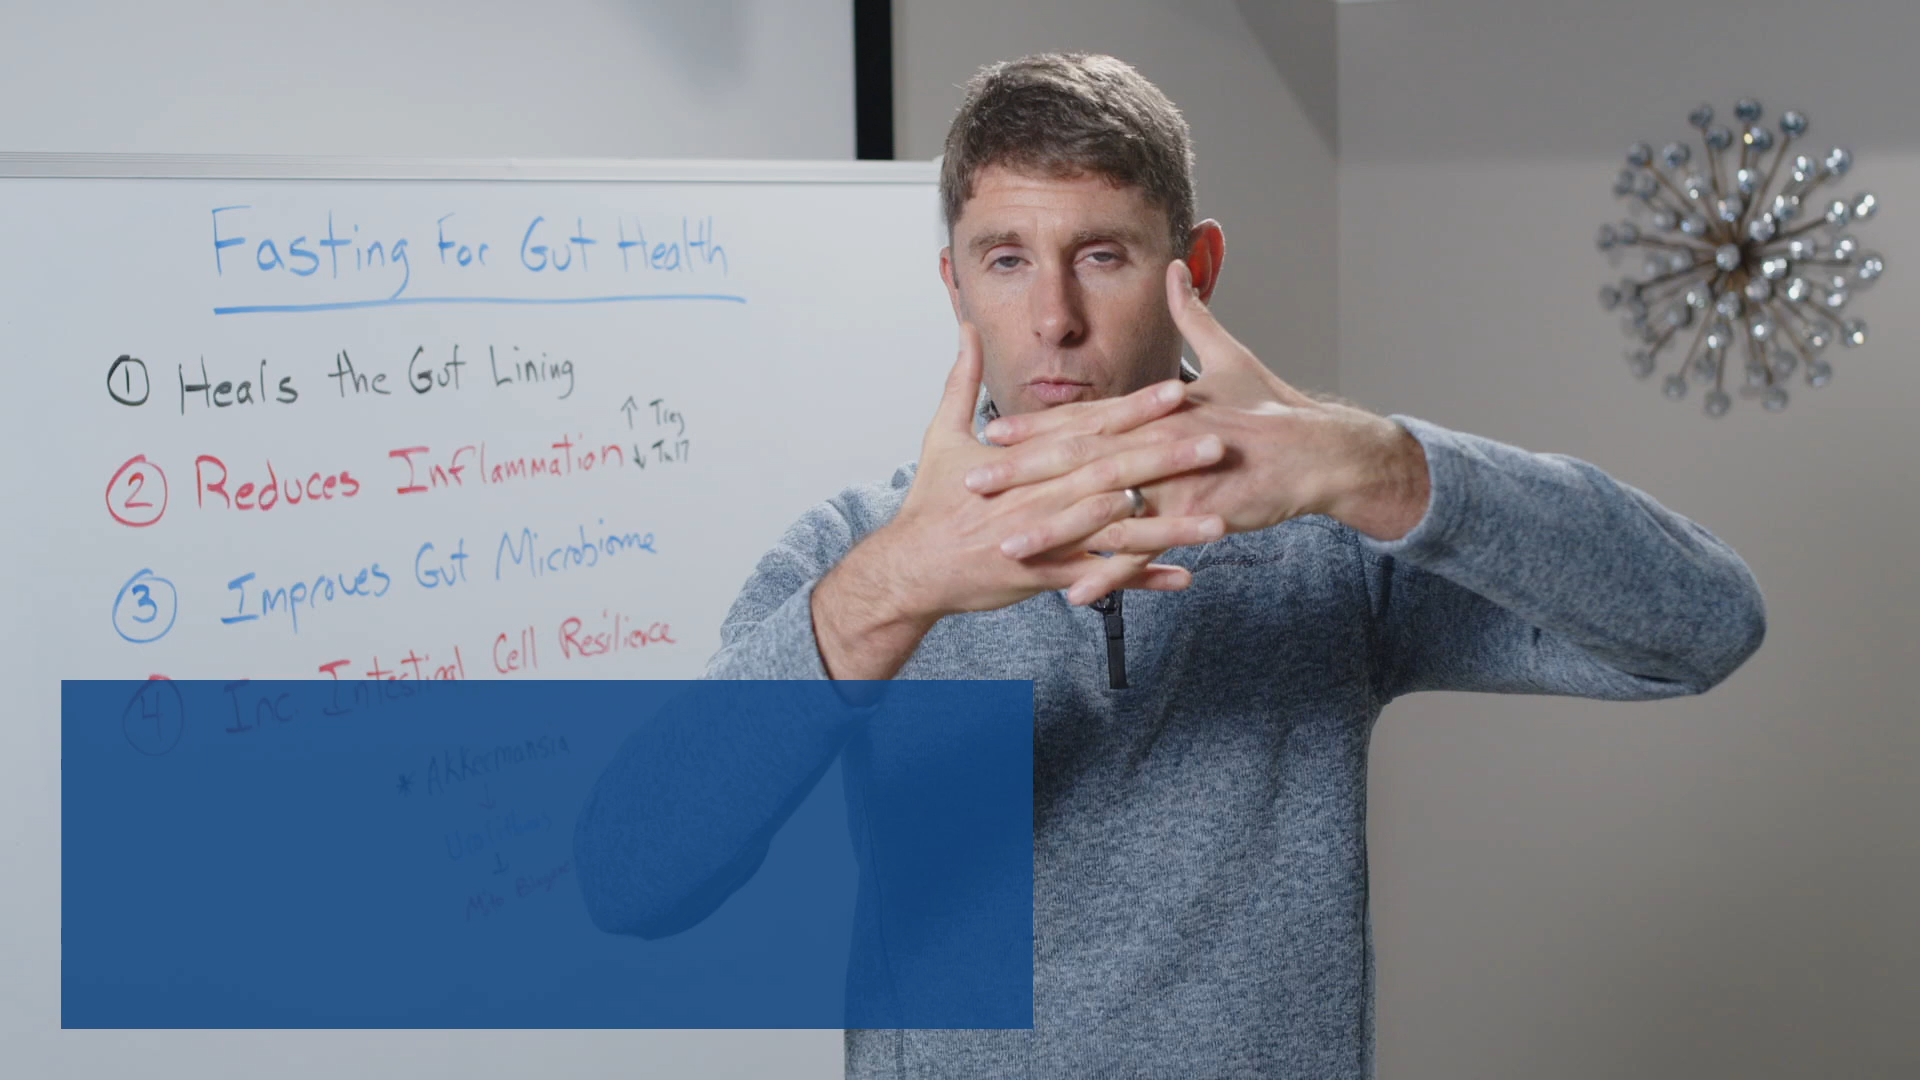 Fasting For Gut Health
① Heals the Gut Lining
② Reduces Inflammation ↑ Treg
↓ Th17
③ Improves Gut Microbiome
④ Inc. Intestinal Cell Resilience
* Akkermansia
↓
↓
Mito